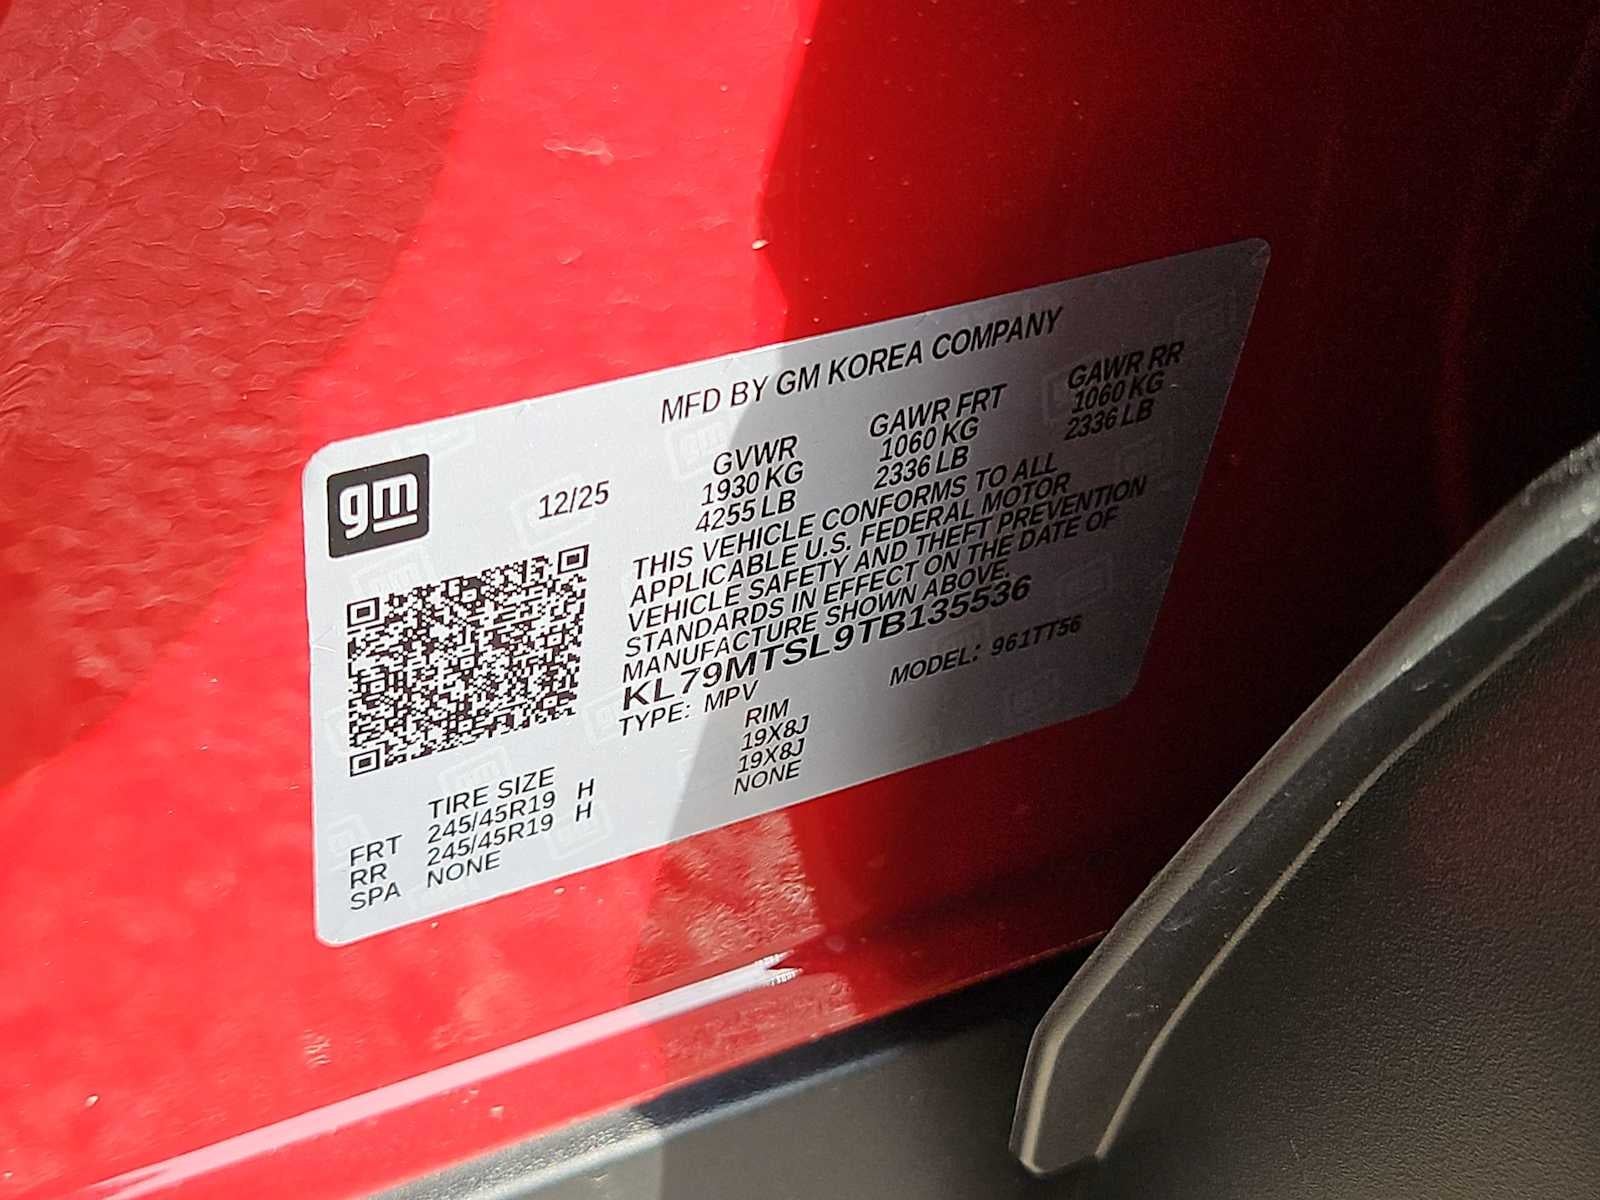 MFD BY GM KOREA COMPANY
gm
12/25
GVWR GAWR FRT GAWR RR
1930 KG 1060 KG 1060 KG
4255 LB 2336 LB 2336 LB
THIS VEHICLE CONFORMS TO ALL
APPLICABLE U.S. FEDERAL MOTOR
VEHICLE SAFETY AND THEFT PREVENTION
STANDARDS IN EFFECT ON THE DATE OF
MANUFACTURE SHOWN ABOVE.
KL79MTSL9TB135536
TYPE: MPV MODEL: 961TT56
TIRE SIZE RIM
FRT 245/45R19 H 19X8J
RR 245/45R19 H 19X8J
SPA NONE NONE